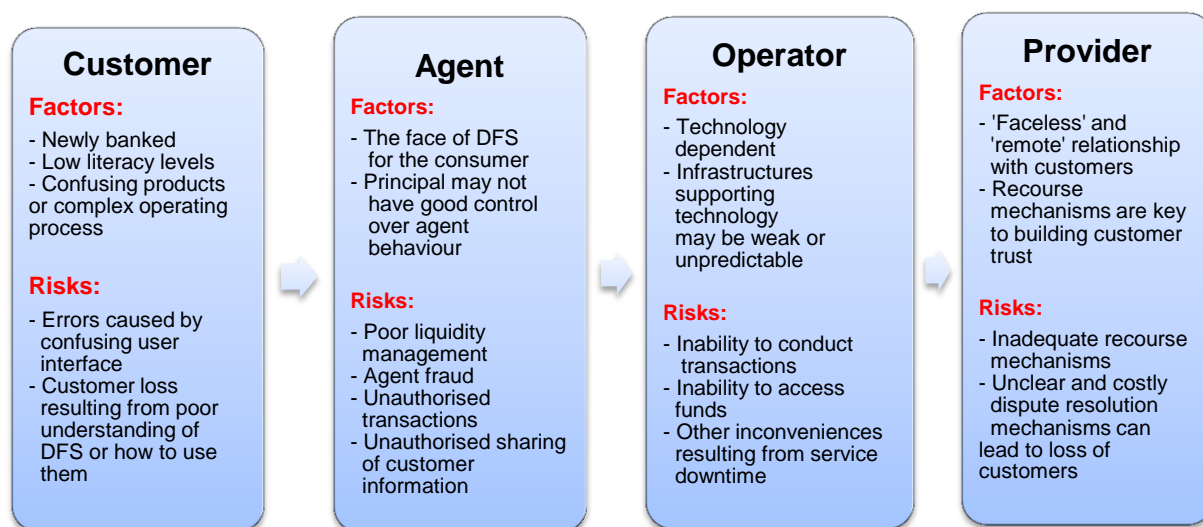 Customer
Factors:
- Newly banked
- Low literacy levels
- Confusing products
or complex operating
process
Risks:
- Errors caused by
confusing user
interface
- Customer loss
resulting from poor
understanding of
DFS or how to use
them
Agent
Factors:
- The face of DFS
for the consumer
- Principal may not
have good control
over agent
behaviour
Risks:
- Poor liquidity
management
- Agent fraud
- Unauthorised
transactions
- Unauthorised sharing
of customer
information
Operator
Factors:
- Technology
dependent
- Infrastructures
supporting
technology
may be weak or
unpredictable
Risks:
- Inability to conduct
transactions
- Inability to access
funds
- Other inconveniences
resulting from service
downtime
Provider
Factors:
- 'Faceless' and
'remote' relationship
with customers
- Recourse
mechanisms are key
to building customer
trust
Risks:
- Inadequate recourse
mechanisms
- Unclear and costly
dispute resolution
mechanisms can
lead to loss of
customers